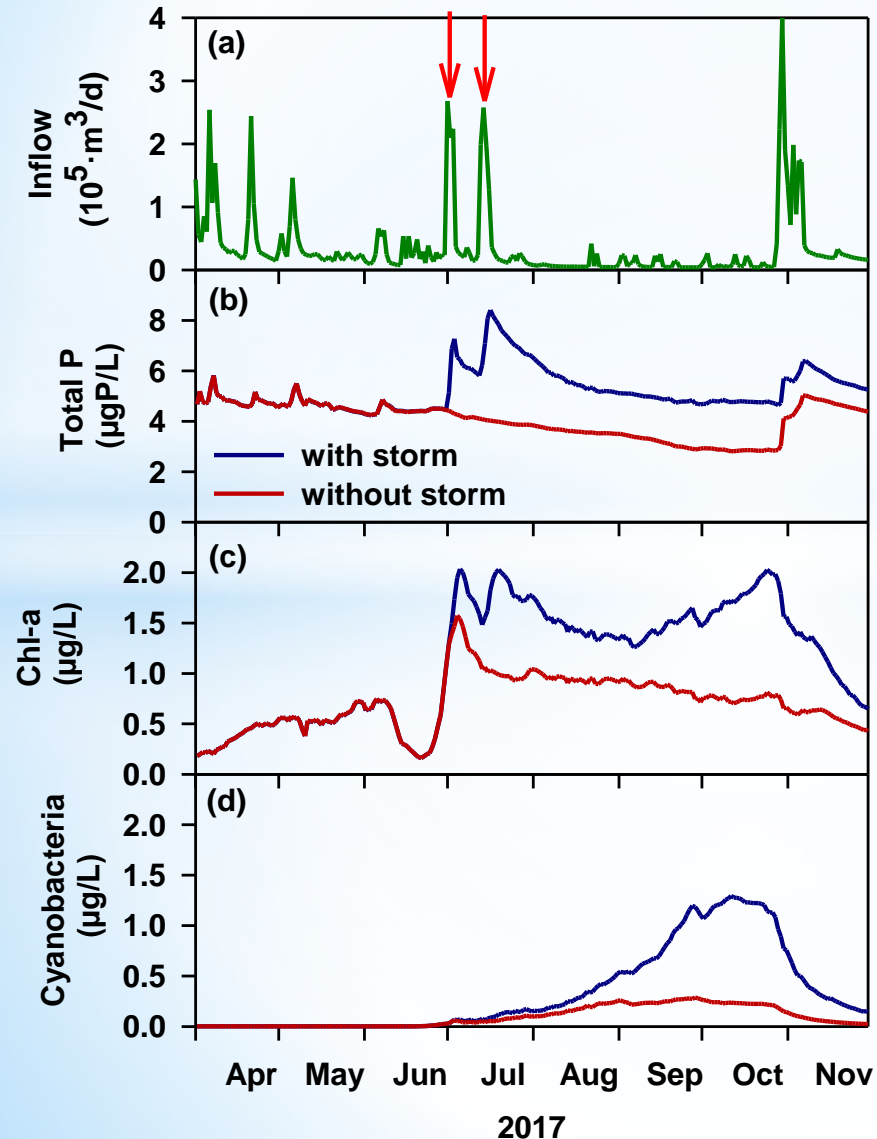 (a)
4
3
2
1
0
Inflow
(10⁵·m³/d)
(b)
8
6
4
2
0
Total P
(µgP/L)
with storm
without storm
(c)
2.0
1.5
1.0
0.5
0.0
Chl-a
(µg/L)
(d)
2.0
1.5
1.0
0.5
0.0
Cyanobacteria
(µg/L)
Apr May Jun Jul Aug Sep Oct Nov
2017